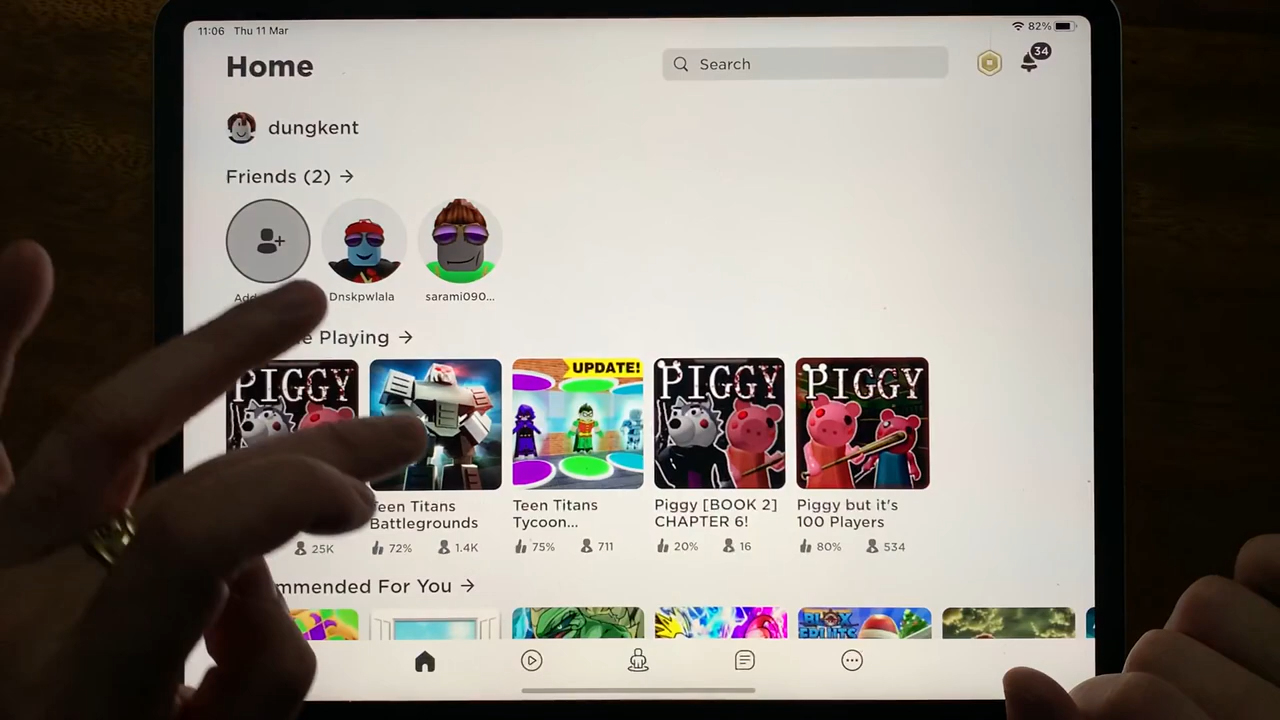 11:06 Thu 11 Mar
82%
Home
Search
34
dungkent
Friends (2)
Dnskpwlala
sarami090...
Playing
PIGGY
UPDATE!
PIGGY
PIGGY
Teen Titans
Battlegrounds
Teen Titans
Tycoon...
Piggy [BOOK 2]
CHAPTER 6!
Piggy but it's
100 Players
25K
72%
1.4K
75%
711
20%
16
80%
534
For You
BLOX
FRUITS